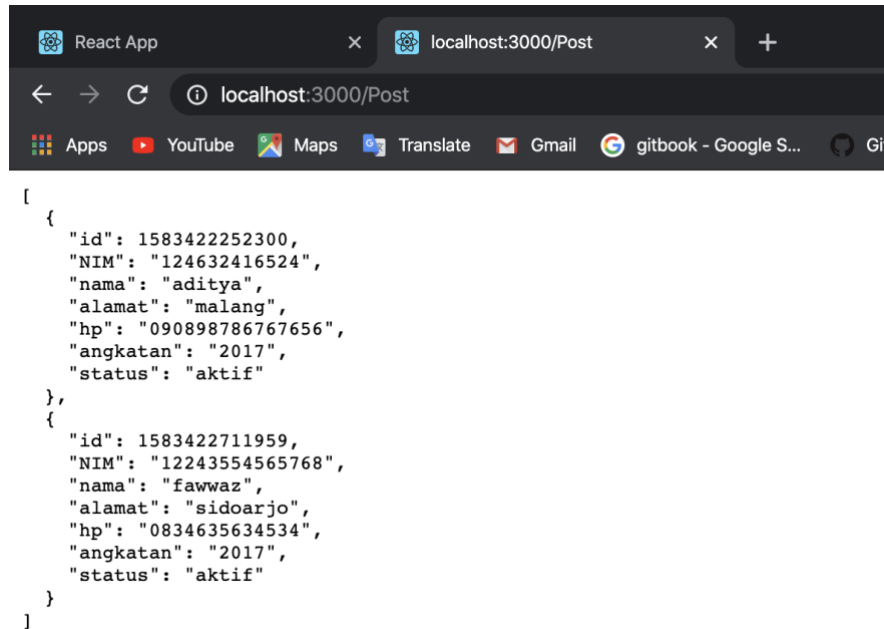 React App
localhost:3000/Post
localhost:3000/Post
Apps YouTube Maps Translate Gmail gitbook - Google S... Gi
[
  {
    "id": 1583422252300,
    "NIM": "124632416524",
    "nama": "aditya",
    "alamat": "malang",
    "hp": "090898786767656",
    "angkatan": "2017",
    "status": "aktif"
  },
  {
    "id": 1583422711959,
    "NIM": "12243554565768",
    "nama": "fawwaz",
    "alamat": "sidoarjo",
    "hp": "0834635634534",
    "angkatan": "2017",
    "status": "aktif"
  }
]